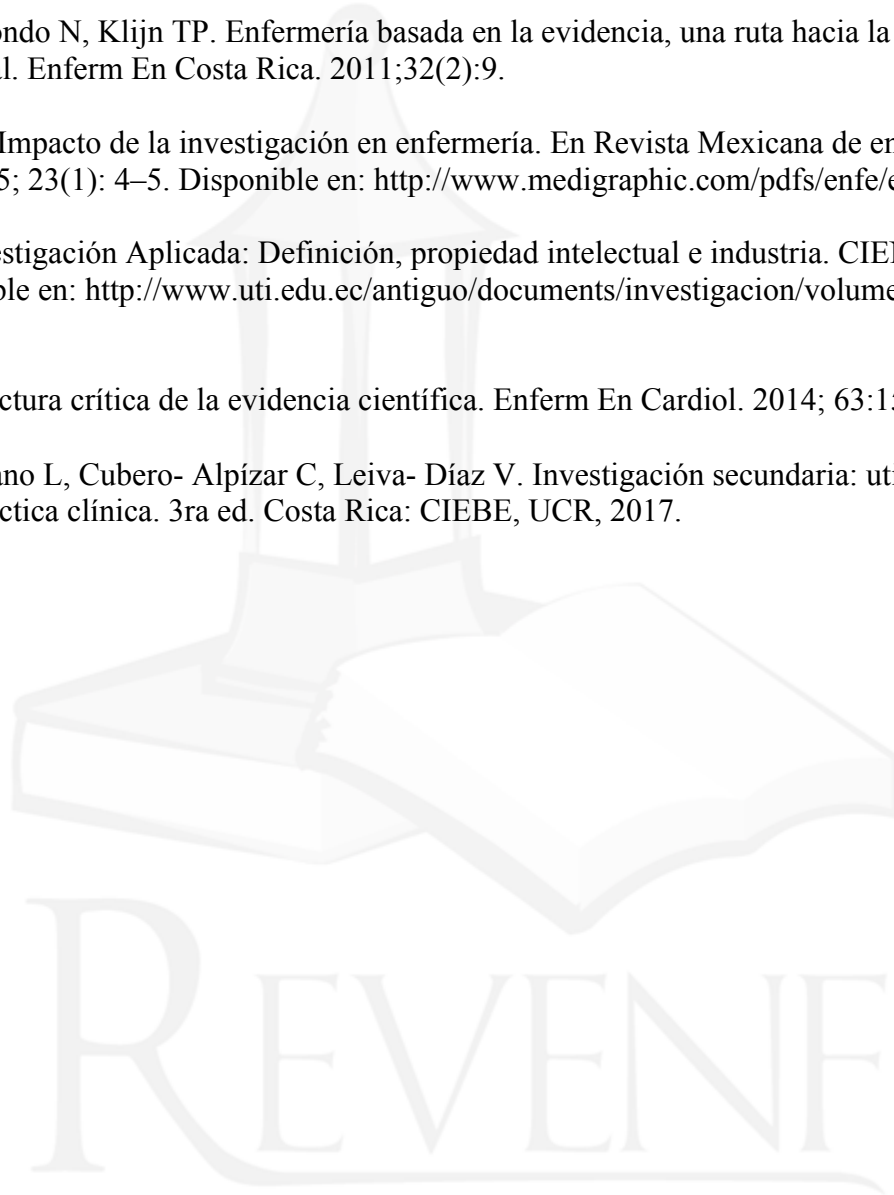 ondo N, Klijn TP. Enfermería basada en la evidencia, una ruta hacia la
al. Enferm En Costa Rica. 2011;32(2):9.
Impacto de la investigación en enfermería. En Revista Mexicana de en
5; 23(1): 4–5. Disponible en: http://www.medigraphic.com/pdfs/enfe/e
estigación Aplicada: Definición, propiedad intelectual e industria. CIE
ble en: http://www.uti.edu.ec/antiguo/documents/investigacion/volume
ctura crítica de la evidencia científica. Enferm En Cardiol. 2014; 63:1
ano L, Cubero- Alpízar C, Leiva- Díaz V. Investigación secundaria: ut
ctica clínica. 3ra ed. Costa Rica: CIEBE, UCR, 2017.
REVENF